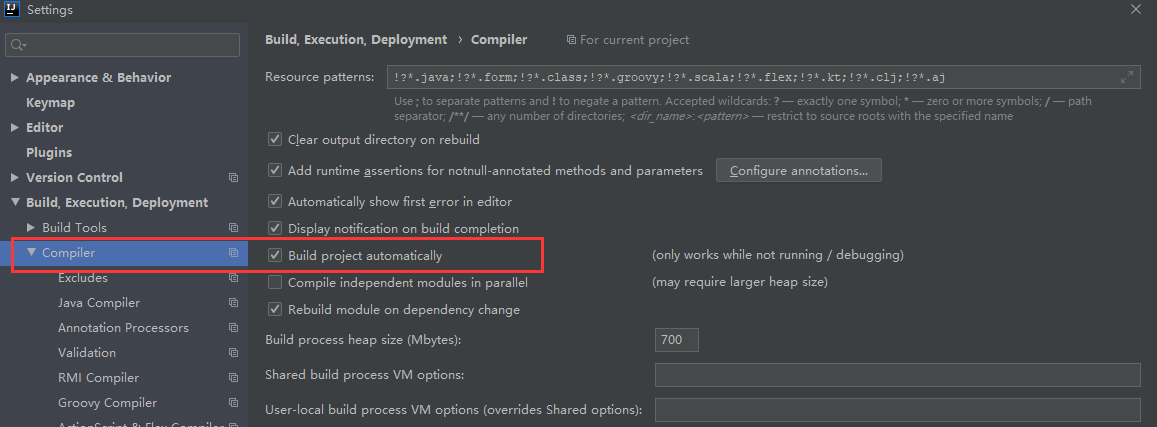 IJ Settings
Build, Execution, Deployment › Compiler For current project
Appearance & Behavior
Resource patterns: !?*.java;!?*.form;!?*.class;!?*.groovy;!?*.scala;!?*.flex;!?*.kt;!?*.clj;!?*.aj
Keymap
Use ; to separate patterns and ! to negate a pattern. Accepted wildcards: ? — exactly one symbol; * — zero or more symbols; / — path
separator; /**/ — any number of directories; <dir_name>:<pattern> — restrict to source roots with the specified name
Editor
Clear output directory on rebuild
Plugins
Add runtime assertions for notnull-annotated methods and parameters Configure annotations...
Version Control
Build, Execution, Deployment
Automatically show first error in editor
Build Tools
Display notification on build completion
Compiler
Build project automatically (only works while not running / debugging)
Excludes
Compile independent modules in parallel (may require larger heap size)
Java Compiler
Rebuild module on dependency change
Annotation Processors
Build process heap size (Mbytes): 700
Validation
RMI Compiler
Shared build process VM options:
Groovy Compiler
User-local build process VM options (overrides Shared options):
ActionScript & Flex Compiler